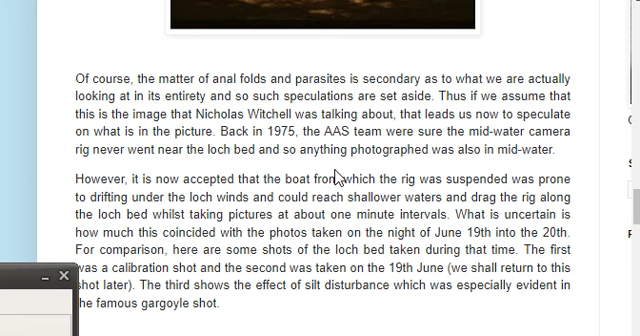 Of course, the matter of anal folds and parasites is secondary as to what we are actually
looking at in its entirety and so such speculations are set aside. Thus if we assume that
this is the image that Nicholas Witchell was talking about, that leads us now to speculate
on what is in the picture. Back in 1975, the AAS team were sure the mid-water camera
rig never went near the loch bed and so anything photographed was also in mid-water.
However, it is now accepted that the boat from which the rig was suspended was prone
to drifting under the loch winds and could reach shallower waters and drag the rig along
the loch bed whilst taking pictures at about one minute intervals. What is uncertain is
how much this coincided with the photos taken on the night of June 19th into the 20th.
For comparison, here are some shots of the loch bed taken during that time. The first
was a calibration shot and the second was taken on the 19th June (we shall return to this
shot later). The third shows the effect of silt disturbance which was especially evident in
the famous gargoyle shot.